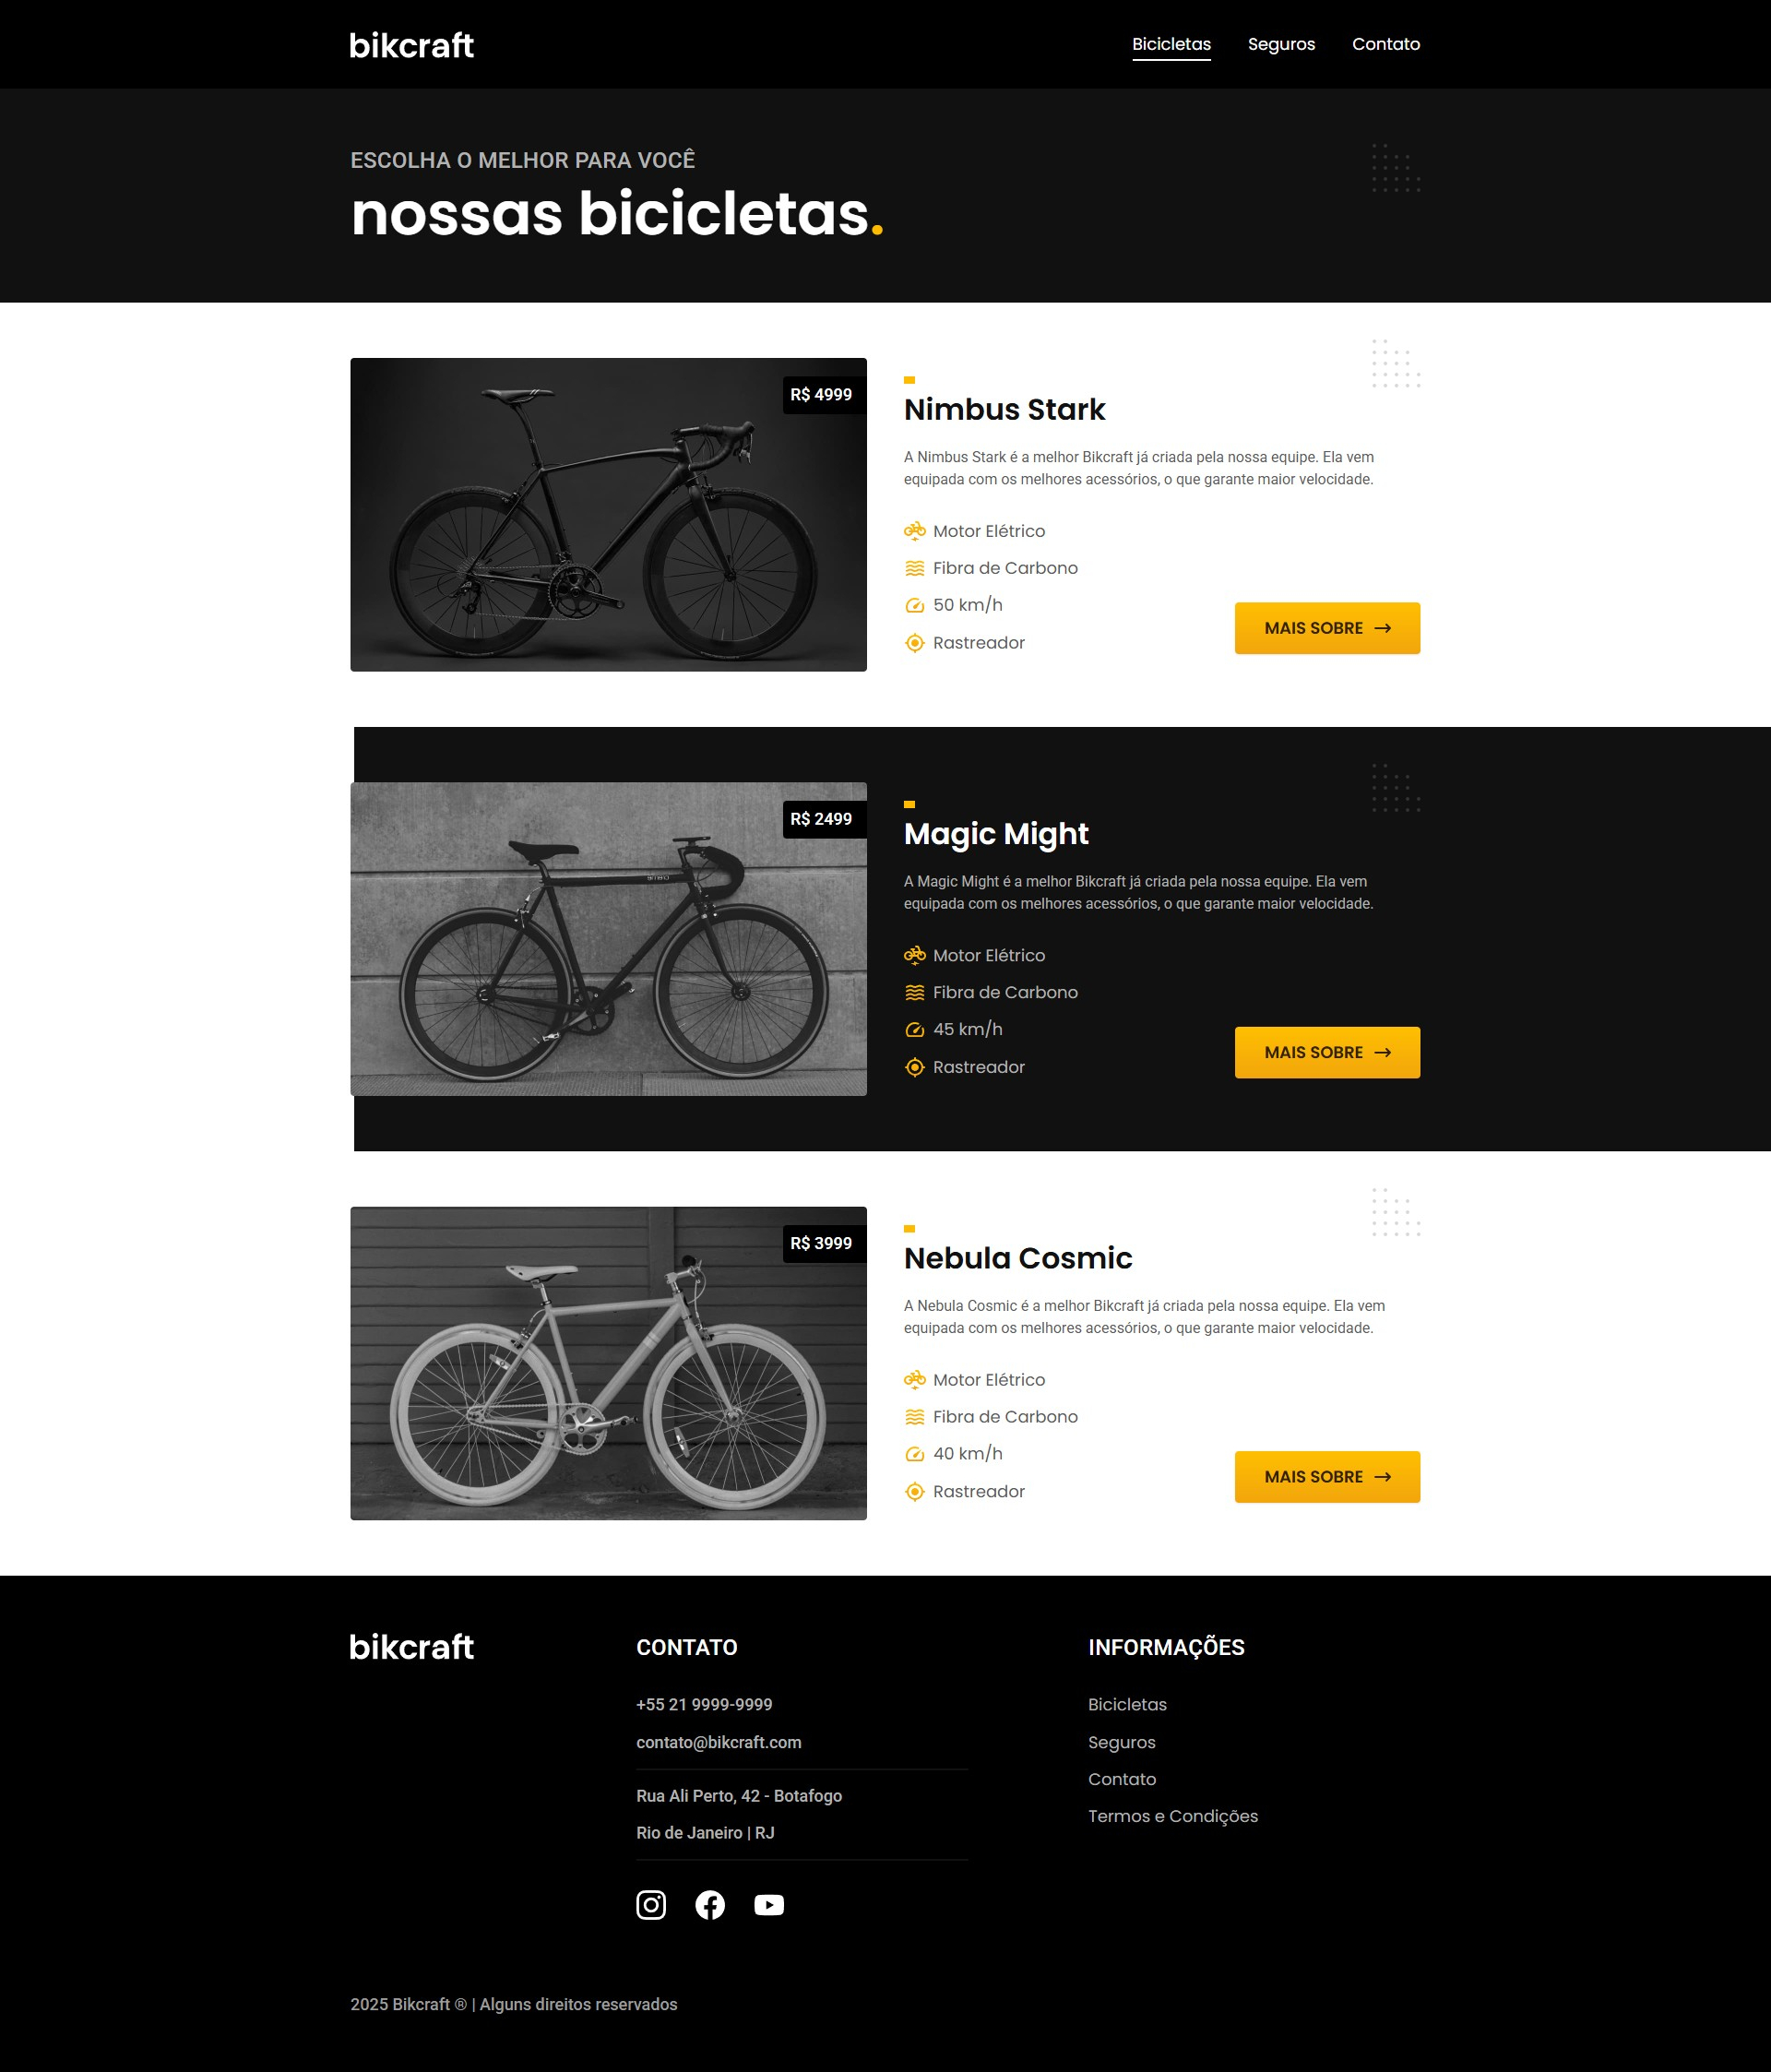 bikcraft
Bicicletas
Seguros
Contato
ESCOLHA O MELHOR PARA VOCÊ
nossas bicicletas.
R$ 4999
Nimbus Stark
A Nimbus Stark é a melhor Bikcraft já criada pela nossa equipe. Ela vem
equipada com os melhores acessórios, o que garante maior velocidade.
Motor Elétrico
Fibra de Carbono
50 km/h
Rastreador
MAIS SOBRE →
R$ 2499
Magic Might
A Magic Might é a melhor Bikcraft já criada pela nossa equipe. Ela vem
equipada com os melhores acessórios, o que garante maior velocidade.
Motor Elétrico
Fibra de Carbono
45 km/h
Rastreador
MAIS SOBRE →
R$ 3999
Nebula Cosmic
A Nebula Cosmic é a melhor Bikcraft já criada pela nossa equipe. Ela vem
equipada com os melhores acessórios, o que garante maior velocidade.
Motor Elétrico
Fibra de Carbono
40 km/h
Rastreador
MAIS SOBRE →
bikcraft
CONTATO
+55 21 9999-9999
contato@bikcraft.com
Rua Ali Perto, 42 - Botafogo
Rio de Janeiro | RJ
INFORMAÇÕES
Bicicletas
Seguros
Contato
Termos e Condições
2025 Bikcraft ® | Alguns direitos reservados